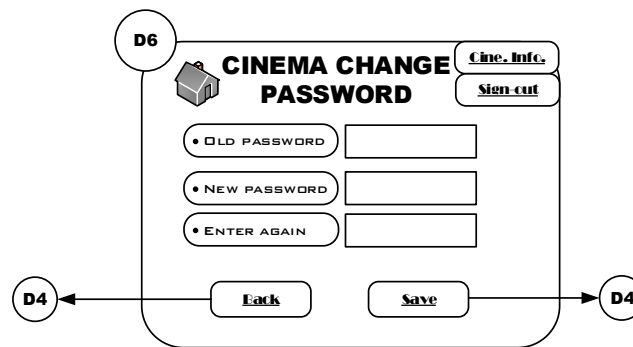 D6
CINEMA CHANGE
PASSWORD
Cine. Info.
Sign-out
• OLD PASSWORD
• NEW PASSWORD
• ENTER AGAIN
D4
Back
Save
D4